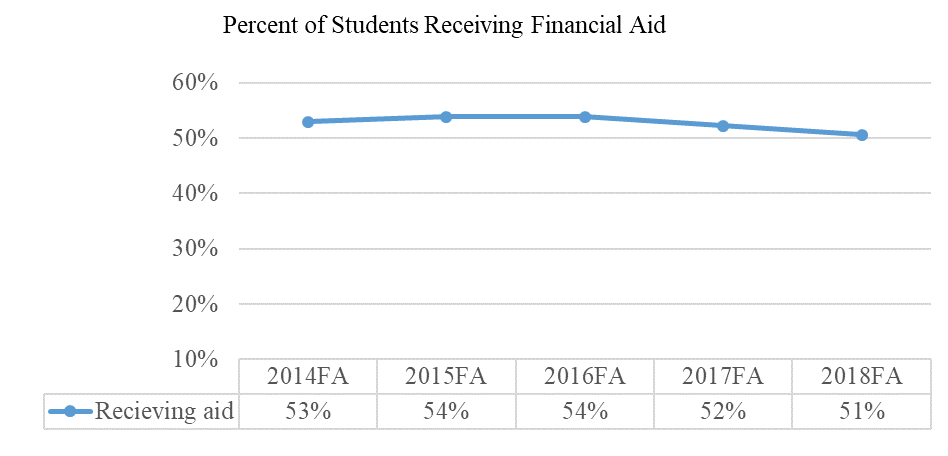 Percent of Students Receiving Financial Aid
60%
50%
40%
30%
20%
10%
2014FA 2015FA 2016FA 2017FA 2018FA
Recieving aid 53% 54% 54% 52% 51%